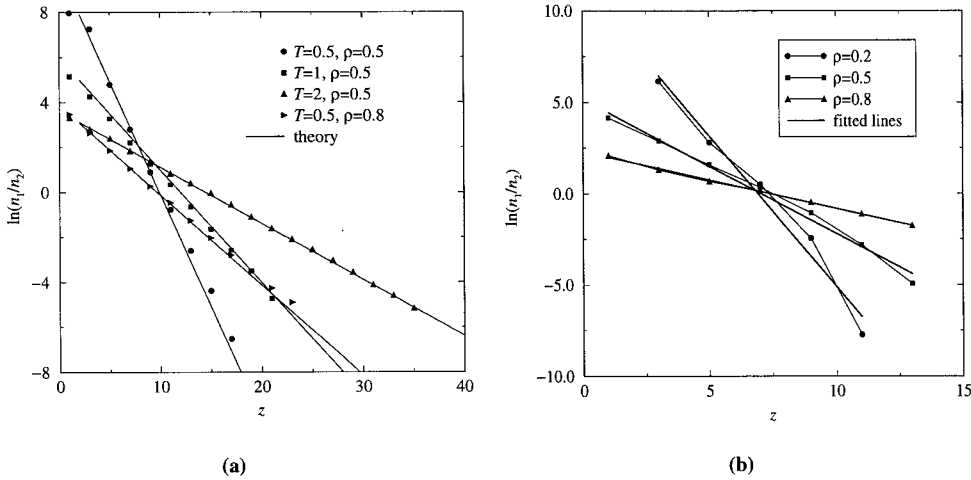 8
4
0
−4
−8
ln(n1/n2)
T=0.5, ρ=0.5
T=1, ρ=0.5
T=2, ρ=0.5
T=0.5, ρ=0.8
theory
0 10 20 30 40
z
(a)
10.0
5.0
0.0
−5.0
−10.0
ln(n1/n2)
ρ=0.2
ρ=0.5
ρ=0.8
fitted lines
0 5 10 15
z
(b)